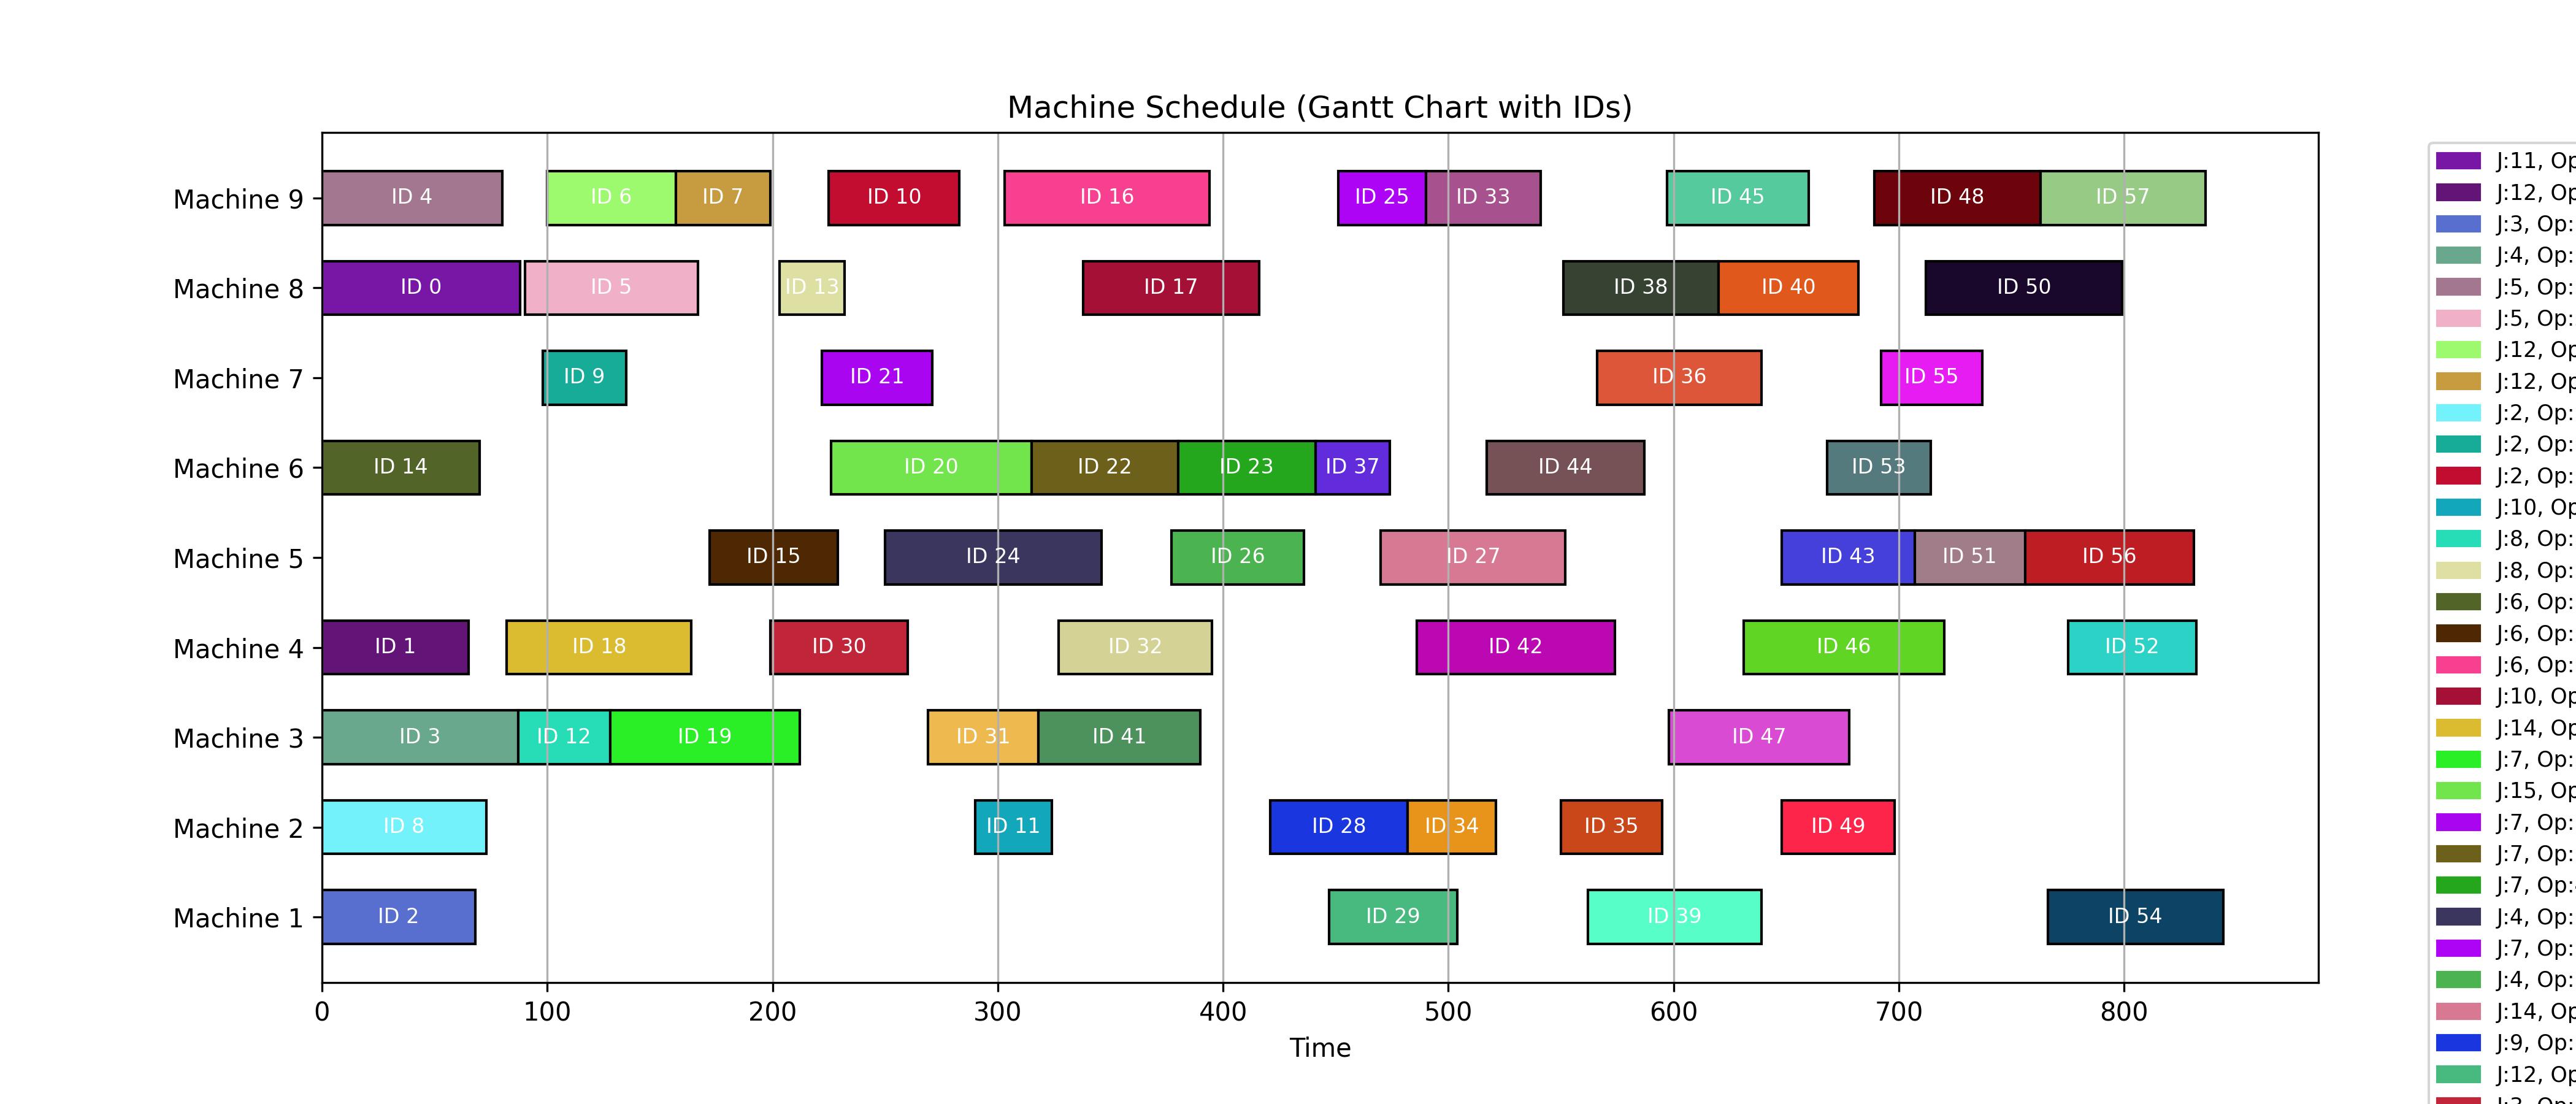 Machine Schedule (Gantt Chart with IDs)
Machine 9
ID 4
ID 6
ID 7
ID 10
ID 16
ID 25
ID 33
ID 45
ID 48
ID 57
Machine 8
ID 0
ID 5
ID 13
ID 17
ID 38
ID 40
ID 50
Machine 7
ID 9
ID 21
ID 36
ID 55
Machine 6
ID 14
ID 20
ID 22
ID 23
ID 37
ID 44
ID 53
Machine 5
ID 15
ID 24
ID 26
ID 27
ID 43
ID 51
ID 56
Machine 4
ID 1
ID 18
ID 30
ID 32
ID 42
ID 46
ID 52
Machine 3
ID 3
ID 12
ID 19
ID 31
ID 41
ID 47
Machine 2
ID 8
ID 11
ID 28
ID 34
ID 35
ID 49
Machine 1
ID 2
ID 29
ID 39
ID 54
0 100 200 300 400 500 600 700 800
Time
J:11, Op
J:12, Op
J:3, Op:
J:4, Op:
J:5, Op:
J:5, Op:
J:12, Op
J:12, Op
J:2, Op:
J:2, Op:
J:2, Op:
J:10, Op
J:8, Op:
J:8, Op:
J:6, Op:
J:6, Op:
J:6, Op:
J:10, Op
J:14, Op
J:7, Op:
J:15, Op
J:7, Op:
J:7, Op:
J:7, Op:
J:4, Op:
J:7, Op:
J:4, Op:
J:14, Op
J:9, Op:
J:12, Op